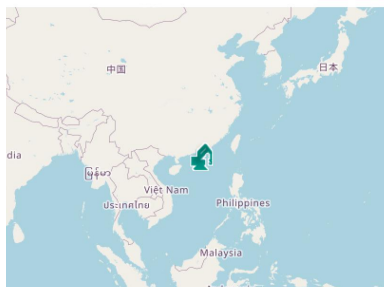 中国
日本
dia
မြန်မာ
Việt Nam
ประเทศไทย
Philippines
Malaysia